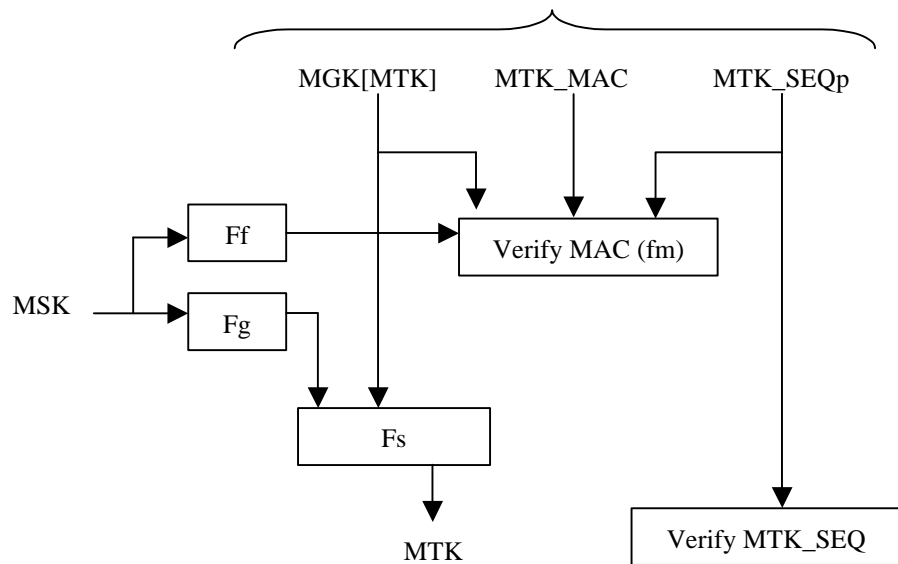 MGK[MTK]
MTK_MAC
MTK_SEQp
Ff
Verify MAC (fm)
MSK
Fg
Fs
Verify MTK_SEQ
MTK